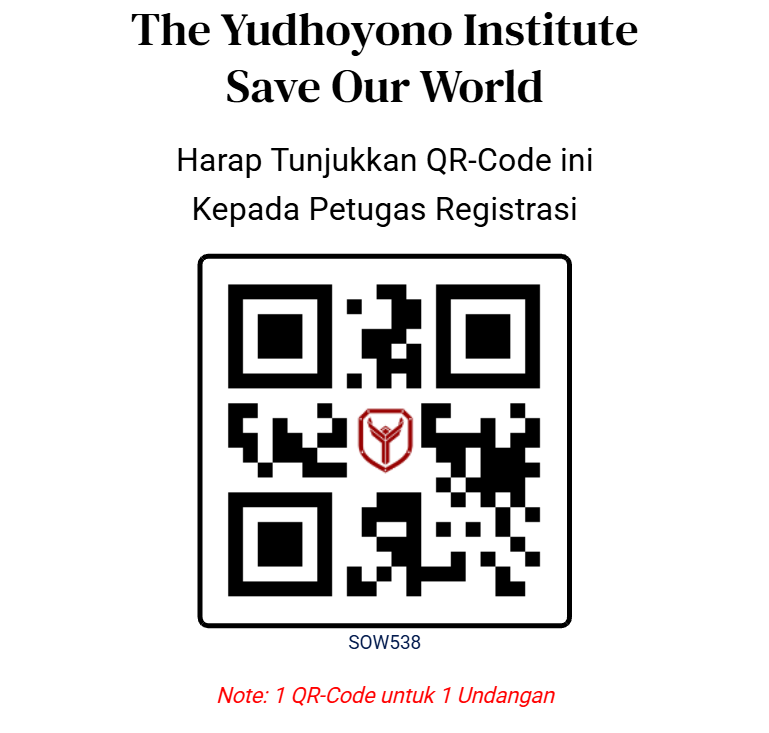 The Yudhoyono Institute
Save Our World
Harap Tunjukkan QR-Code ini
Kepada Petugas Registrasi
SOW538
Note: 1 QR-Code untuk 1 Undangan